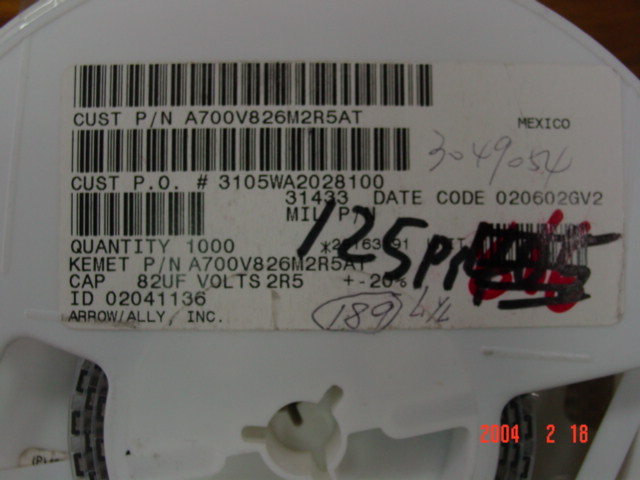 CUST P/N A700V826M2R5AT
MEXICO
3049054
CUST P.O. # 3105WA2028100
31433 DATE CODE 020602GV2
MIL P/N
QUANTITY 1000
125
KEMET P/N A700V826M2R5AT
CAP 82UF VOLTS 2R5 +-20%
ID 02041136
189
ARROW/ALLY, INC.
2004 2 18